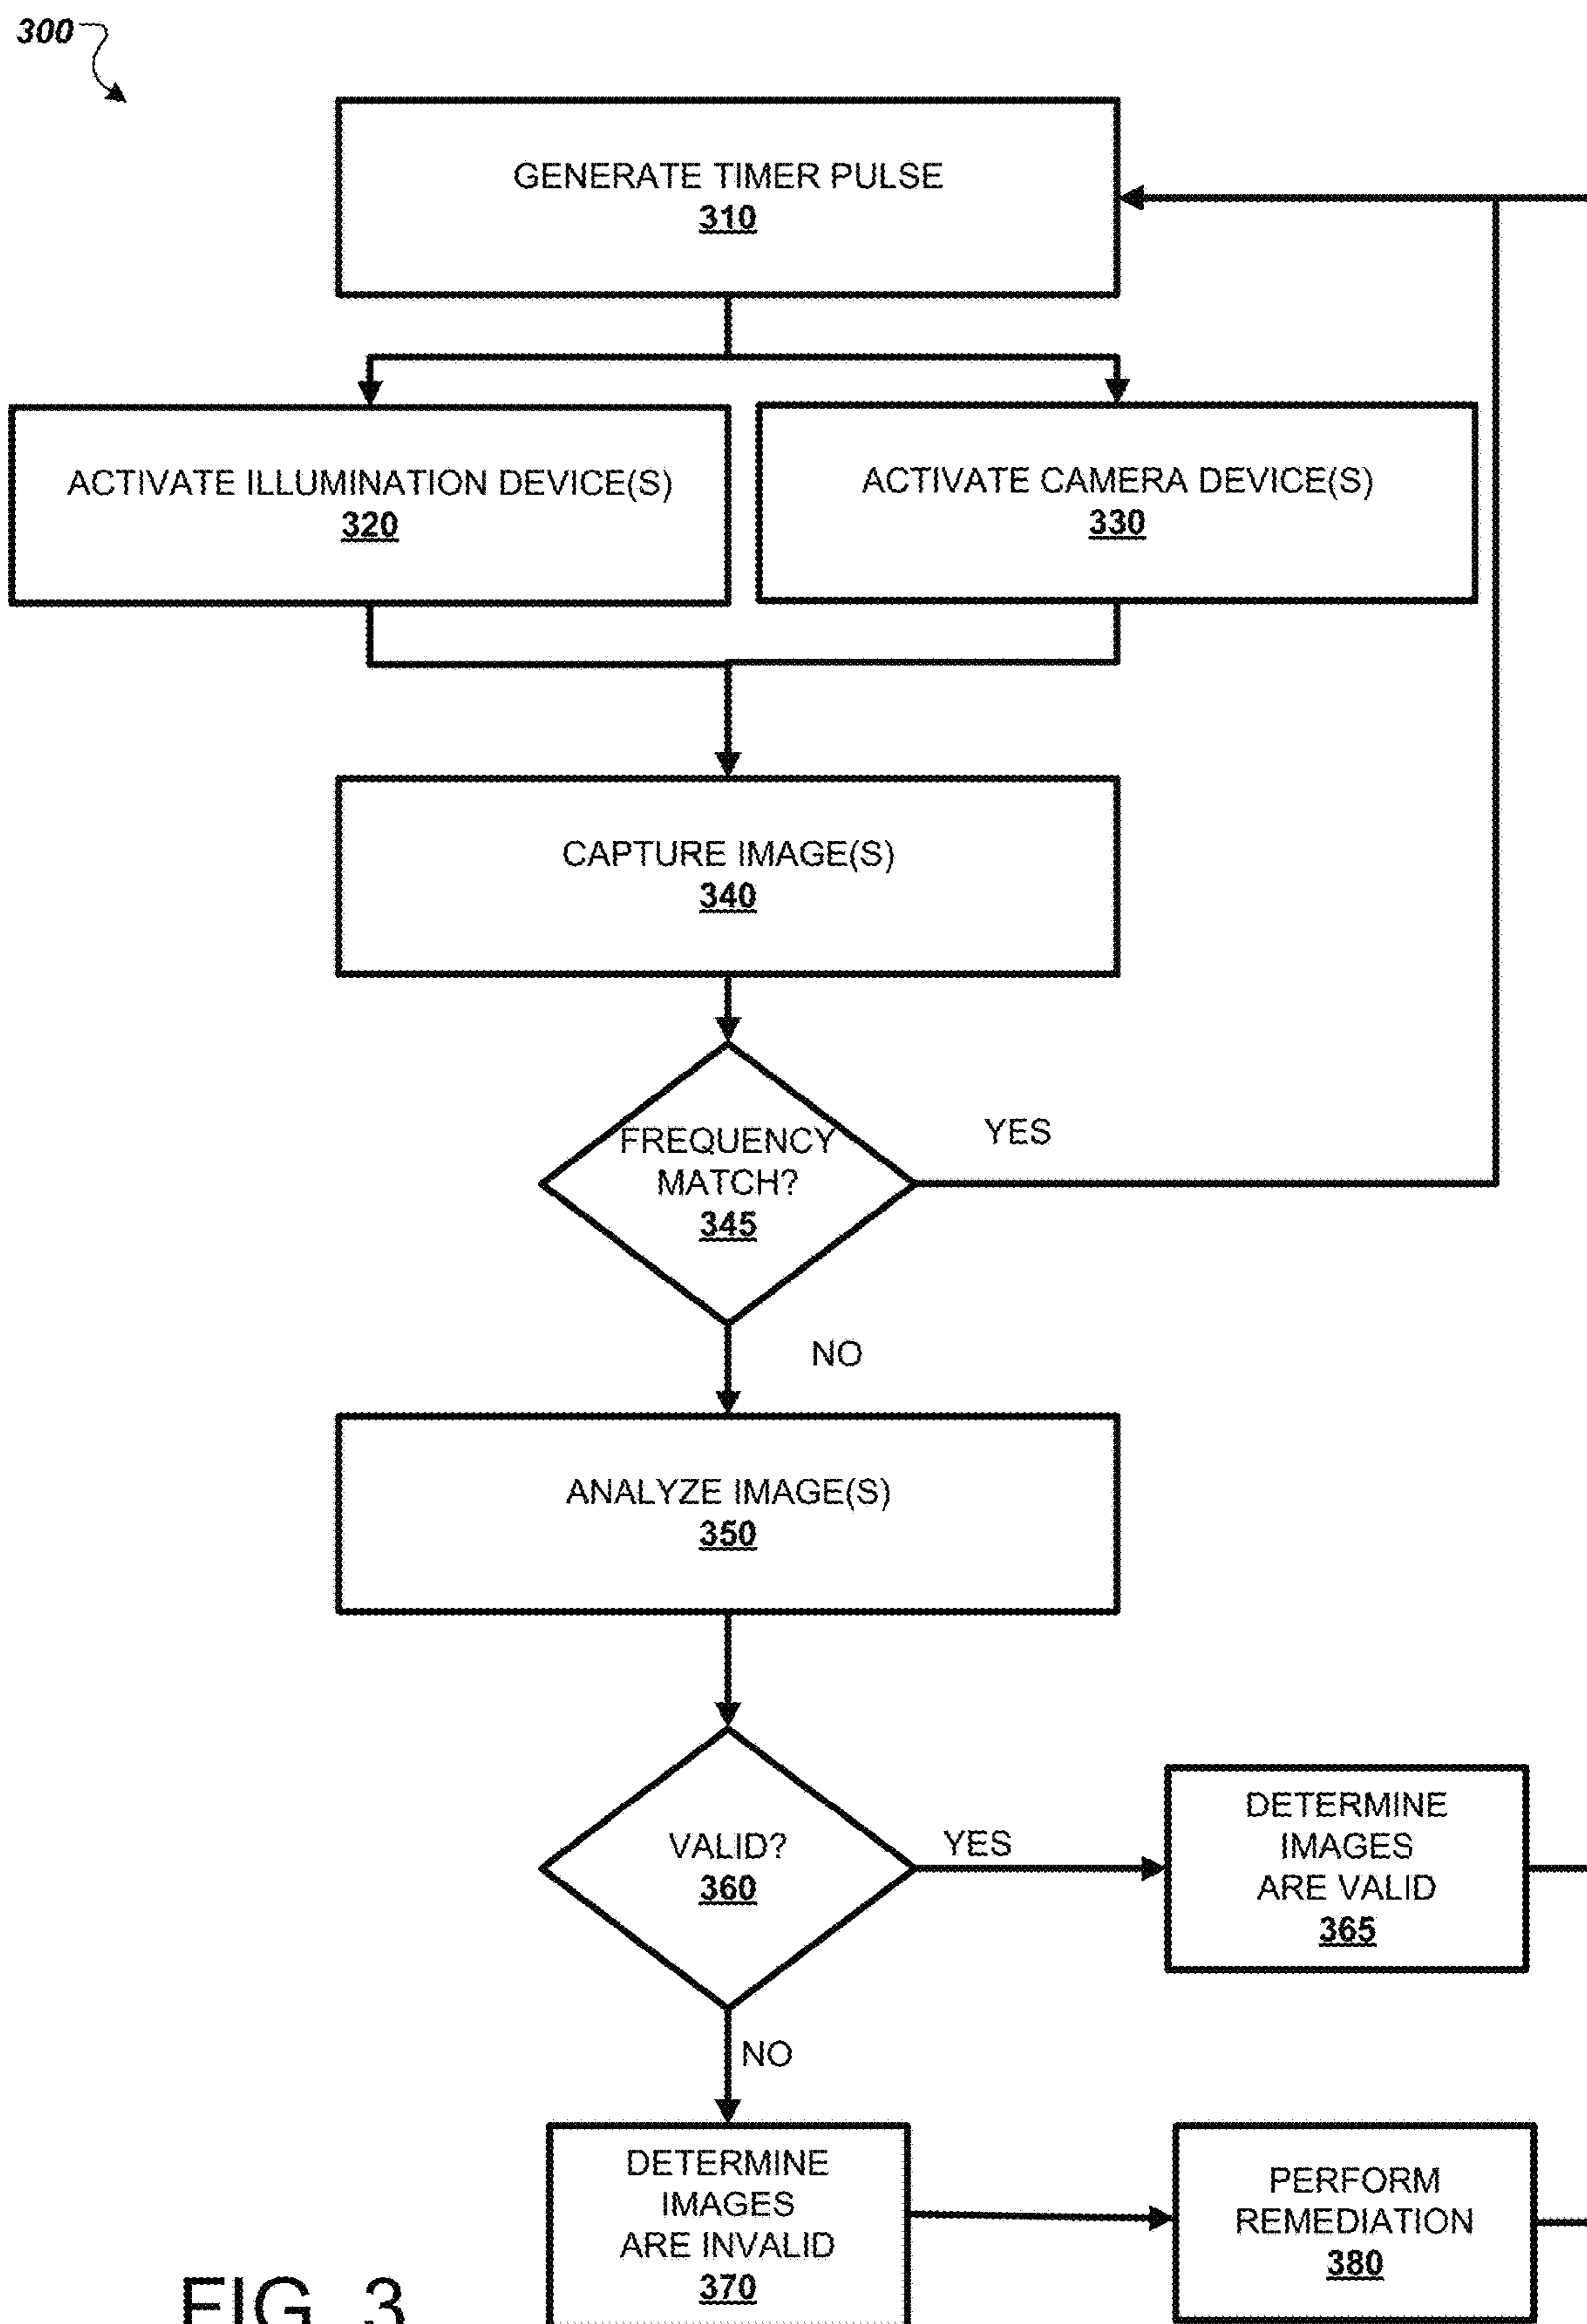 300
GENERATE TIMER PULSE
310
ACTIVATE ILLUMINATION DEVICE(S)
320
ACTIVATE CAMERA DEVICE(S)
330
CAPTURE IMAGE(S)
340
FREQUENCY
MATCH?
345
YES
NO
ANALYZE IMAGE(S)
350
VALID?
360
YES
DETERMINE
IMAGES
ARE VALID
365
NO
DETERMINE
IMAGES
ARE INVALID
370
PERFORM
REMEDIATION
380
FIG. 3